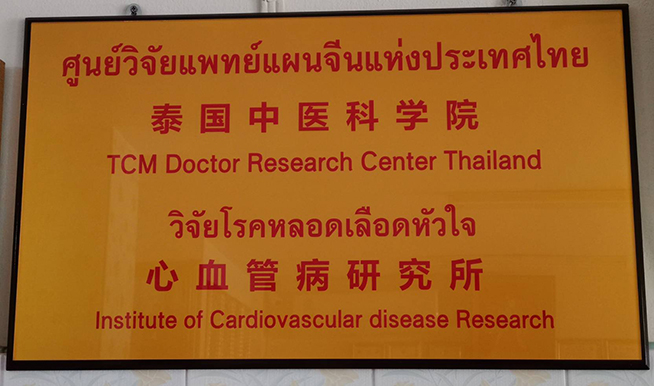 ศูนย์วิจัยแพทย์แผนจีนแห่งประเทศไทย
泰国中医科学院
TCM Doctor Research Center Thailand
วิจัยโรคหลอดเลือดหัวใจ
心血管病研究所
Institute of Cardiovascular disease Research